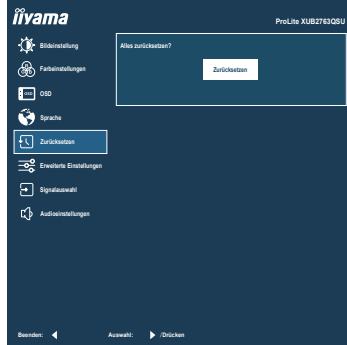 iiyama
ProLite XUB2763QSU
Bildeinstellung
Alles zurücksetzen?
Farbeinstellungen
Zurücksetzen
OSD
OSD
Sprache
Zurücksetzen
Erweiterte Einstellungen
Signalauswahl
Audioeinstellungen
Beenden: Auswahl: /Drücken